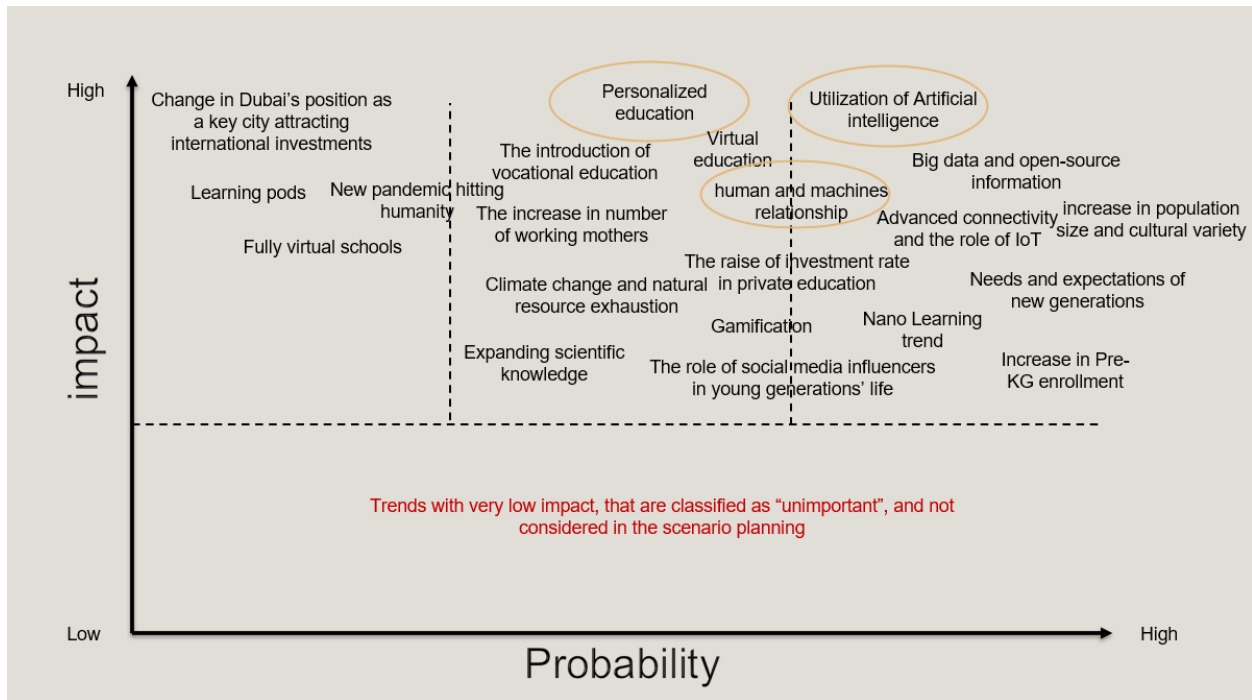 High
Change in Dubai's position as
a key city attracting
international investments
Personalized
education
Utilization of Artificial
intelligence
The introduction of
vocational education
Virtual
education
Big data and open-source
information
Learning pods
New pandemic hitting
humanity
human and machines
relationship
The increase in number
of working mothers
Advanced connectivity
and the role of IoT
increase in population
size and cultural variety
Fully virtual schools
The raise of investment rate
in private education
Climate change and natural
resource exhaustion
Needs and expectations of
new generations
Gamification
Nano Learning
trend
Expanding scientific
knowledge
The role of social media influencers
in young generations' life
Increase in Pre-
KG enrollment
impact
Trends with very low impact, that are classified as “unimportant”, and not
considered in the scenario planning
Low
High
Probability